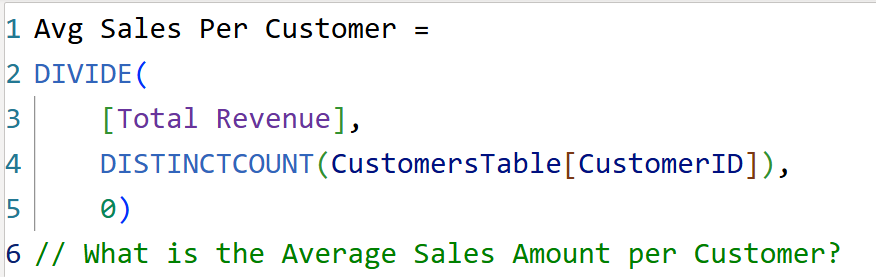 1 Avg Sales Per Customer =
2 DIVIDE(
3 [Total Revenue],
4 DISTINCTCOUNT(CustomersTable[CustomerID]),
5 0)
6 // What is the Average Sales Amount per Customer?